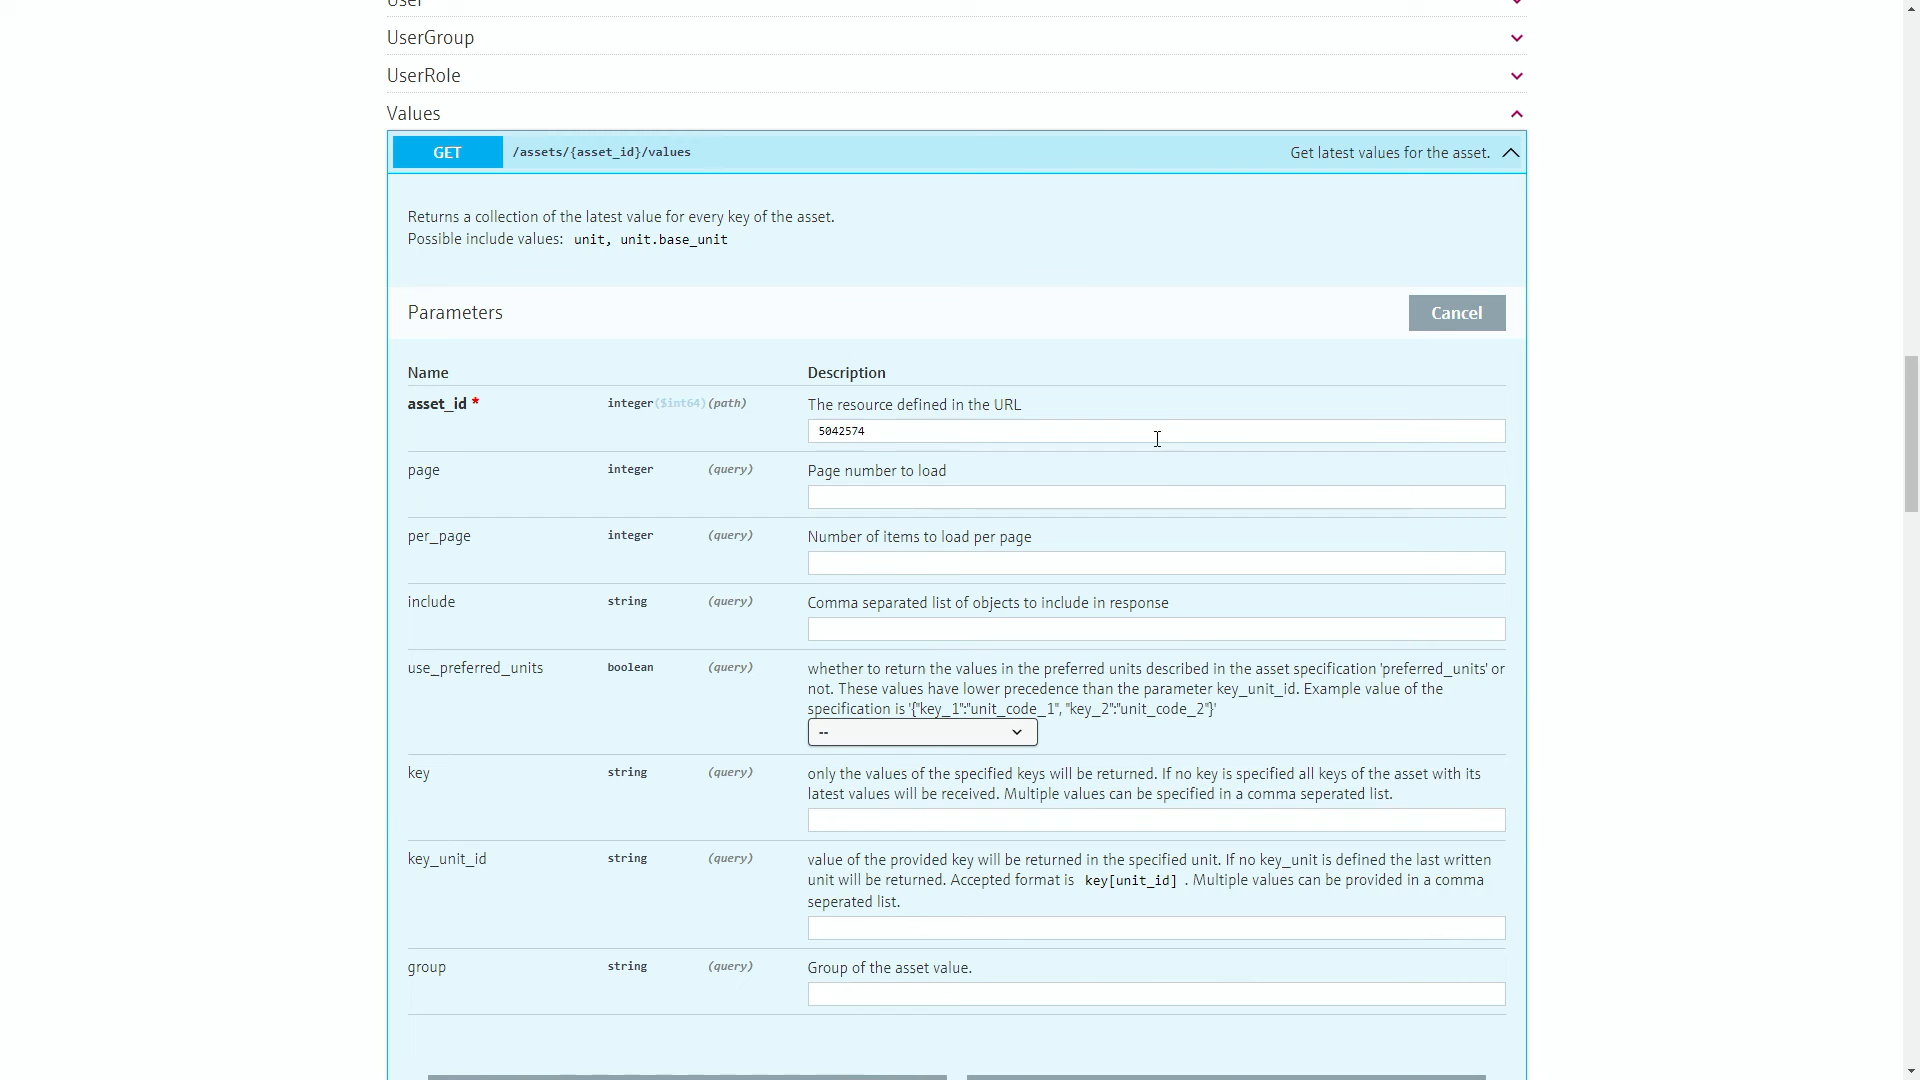 User
UserGroup
UserRole
Values
GET /assets/{asset_id}/values Get latest values for the asset.
Returns a collection of the latest value for every key of the asset.
Possible include values: unit, unit.base_unit
Parameters Cancel
Name Description
asset_id * integer($int64)(path) The resource defined in the URL
5042574
page integer (query) Page number to load
per_page integer (query) Number of items to load per page
include string (query) Comma separated list of objects to include in response
use_preferred_units boolean (query) whether to return the values in the preferred units described in the asset specification 'preferred_units' or
not. These values have lower precedence than the parameter key_unit_id. Example value of the
specification is '{"key_1":"unit_code_1", "key_2":"unit_code_2"}'
--
key string (query) only the values of the specified keys will be returned. If no key is specified all keys of the asset with its
latest values will be received. Multiple values can be specified in a comma seperated list.
key_unit_id string (query) value of the provided key will be returned in the specified unit. If no key_unit is defined the last written
unit will be returned. Accepted format is key[unit_id] . Multiple values can be provided in a comma
seperated list.
group string (query) Group of the asset value.